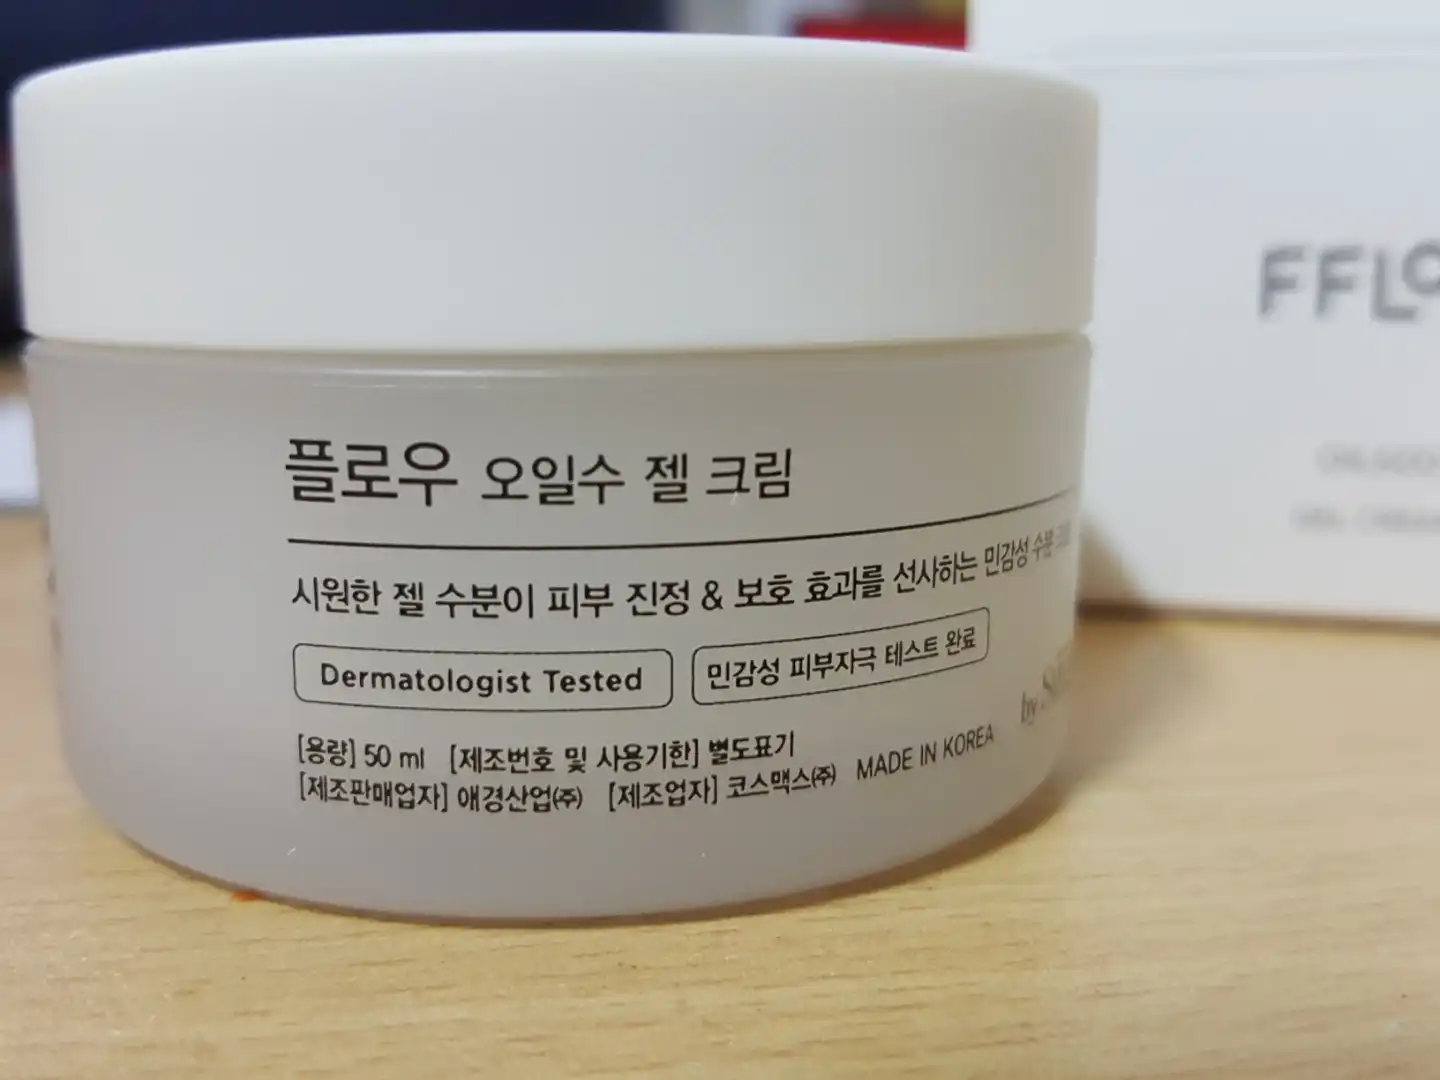 플로우 오일수 젤 크림
시원한 젤 수분이 피부 진정 & 보호 효과를 선사하는 민감성 수분
Dermatologist Tested
민감성 피부자극 테스트 완료
[용량] 50 ml [제조번호 및 사용기한] 별도표기
[제조판매업자] 애경산업㈜ [제조업자] 코스맥스㈜ MADE IN KOREA
by
FFLO